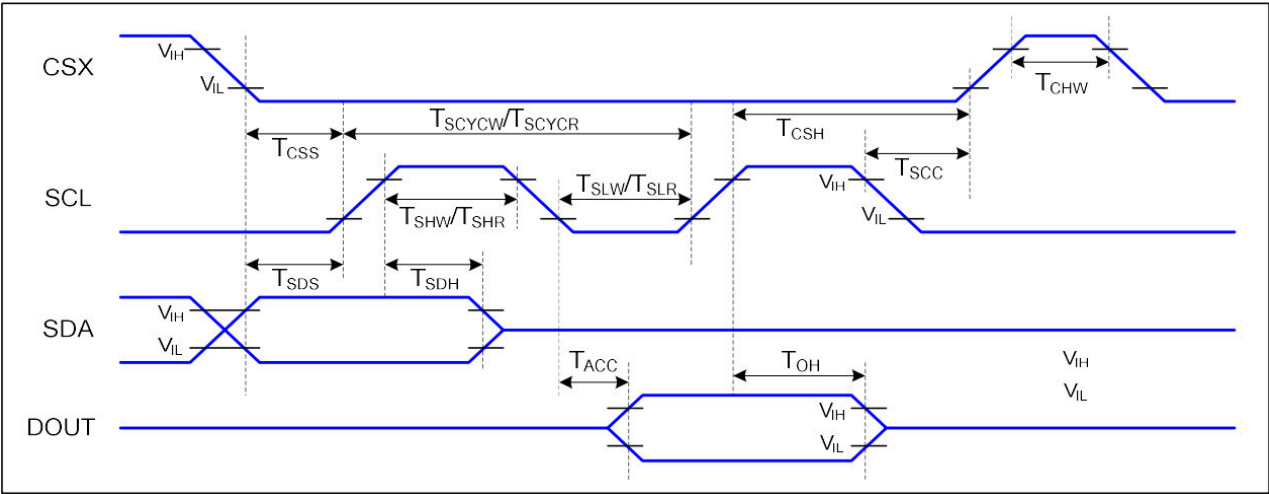 CSX
VIH
VIL
TCHW
TCSS
TSCYCW/TSCYCR
TCSH
TSCC
SCL
TSHW/TSHR
TSLW/TSLR
VIH
VIL
TSDS
TSDH
SDA
VIH
VIL
TACC
TOH
VIH
VIL
DOUT
VIH
VIL